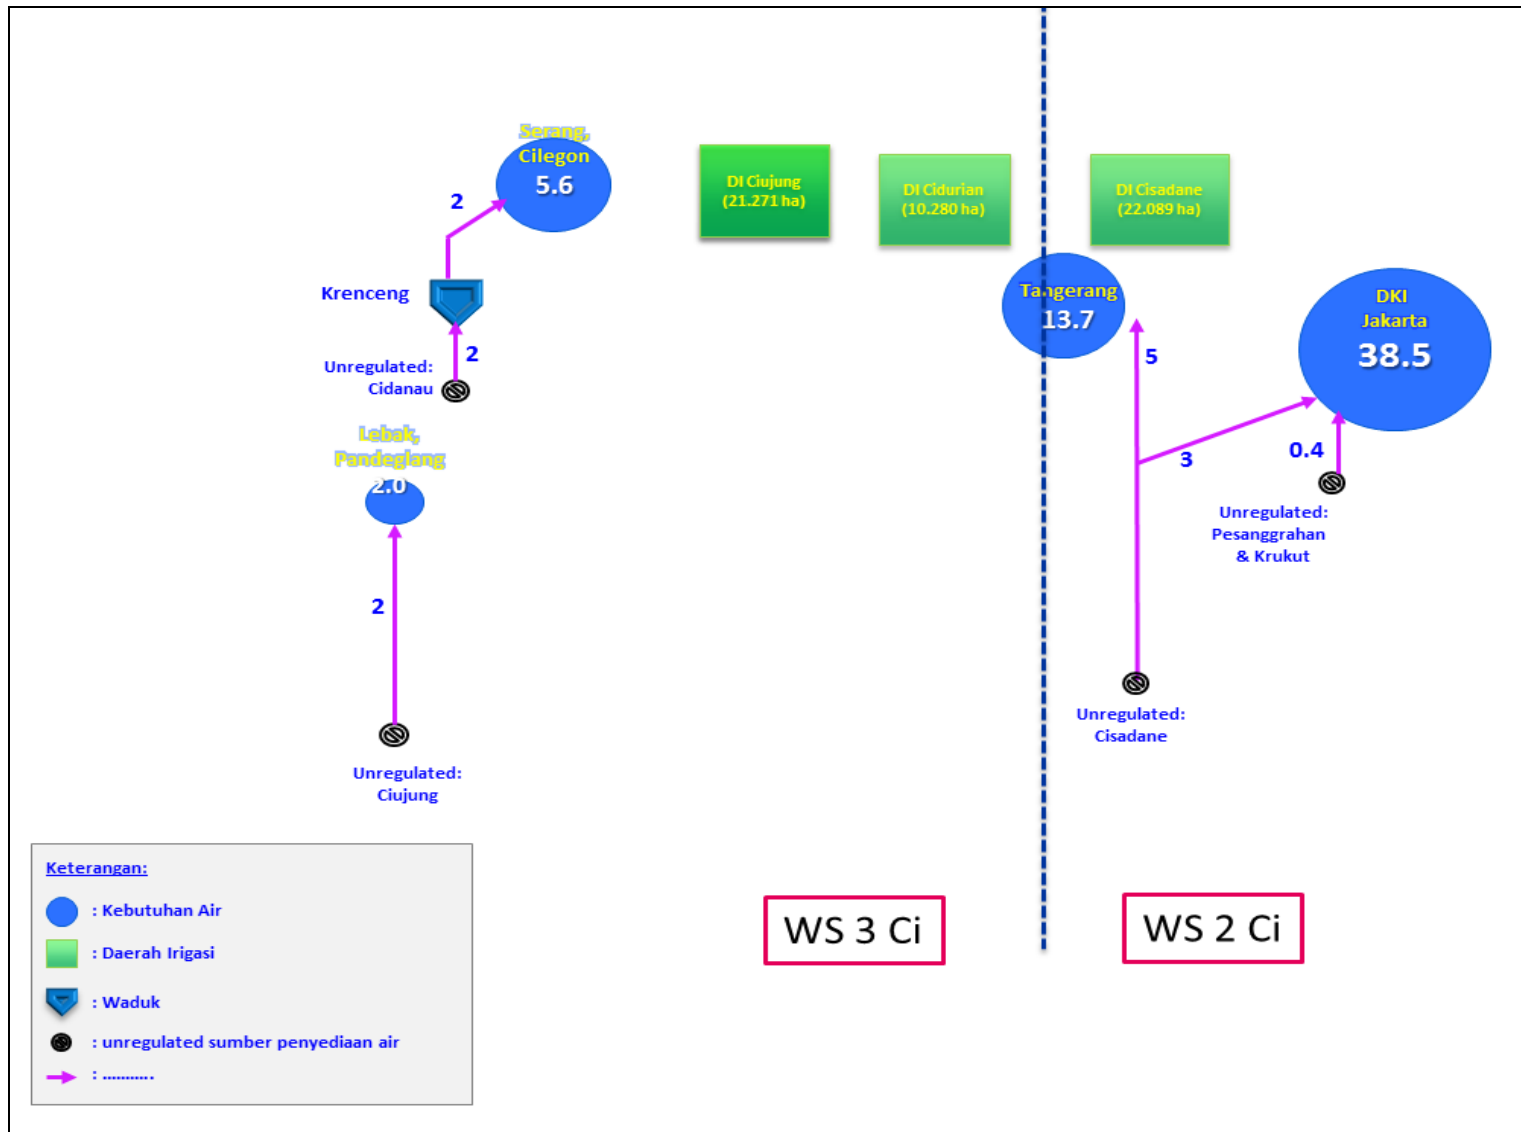 Serang,
Cilegon
5.6
2
Krenceng
2
Unregulated:
Cidanau
Lebak,
Pandeglang
2.0
2
Unregulated:
Ciujung
DI Ciujung
(21.271 ha)
DI Cidurian
(10.280 ha)
DI Cisadane
(22.089 ha)
Tangerang
13.7
5
DKI
Jakarta
38.5
3
0.4
Unregulated:
Pesanggrahan
& Krukut
Unregulated:
Cisadane
WS 3 Ci
WS 2 Ci
Keterangan:
: Kebutuhan Air
: Daerah Irigasi
: Waduk
: unregulated sumber penyediaan air
: ...........